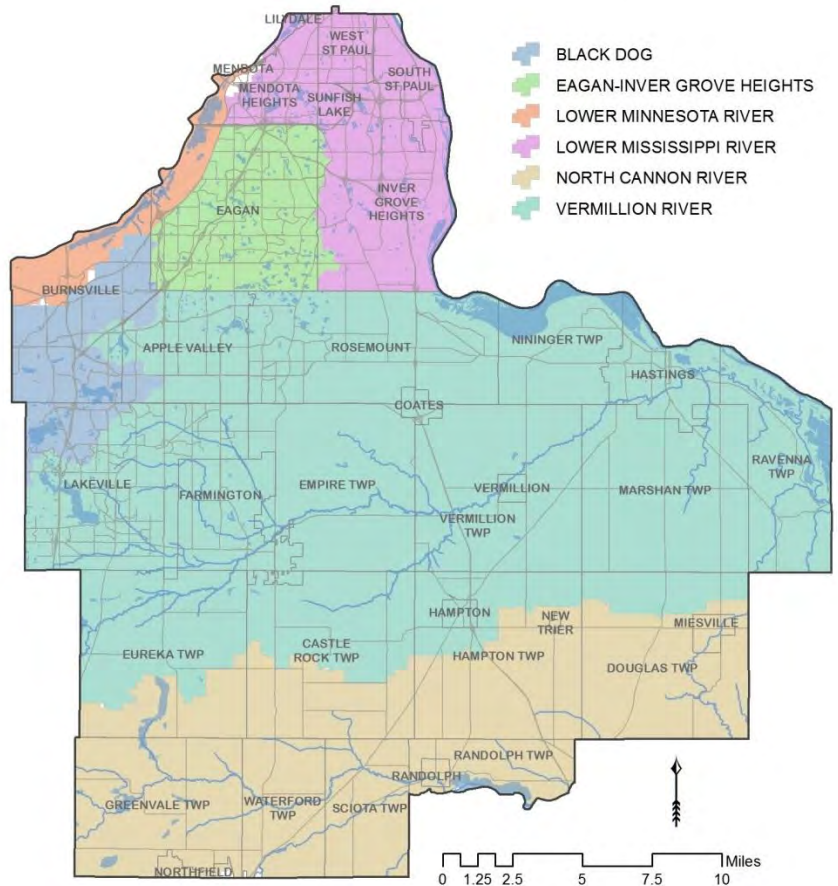 LILYDALE
WEST
ST PAUL
MENDOTA
SOUTH
ST PAUL
MENDOTA
HEIGHTS
SUNFISH
LAKE
EAGAN
INVER
GROVE
HEIGHTS
BLACK DOG
EAGAN-INVER GROVE HEIGHTS
LOWER MINNESOTA RIVER
LOWER MISSISSIPPI RIVER
NORTH CANNON RIVER
VERMILLION RIVER
BURNSVILLE
APPLE VALLEY
ROSEMOUNT
NININGER TWP
HASTINGS
COATES
RAVENNA
TWP
LAKEVILLE
FARMINGTON
EMPIRE TWP
VERMILLION
MARSHAN TWP
VERMILLION
TWP
HAMPTON
NEW
TRIER
MIESVILLE
EUREKA TWP
CASTLE
ROCK TWP
HAMPTON TWP
DOUGLAS TWP
RANDOLPH TWP
RANDOLPH
GREENVALE TWP
WATERFORD
TWP
SCIOTA TWP
NORTHFIELD
Miles
0 1.25 2.5 5 7.5 10